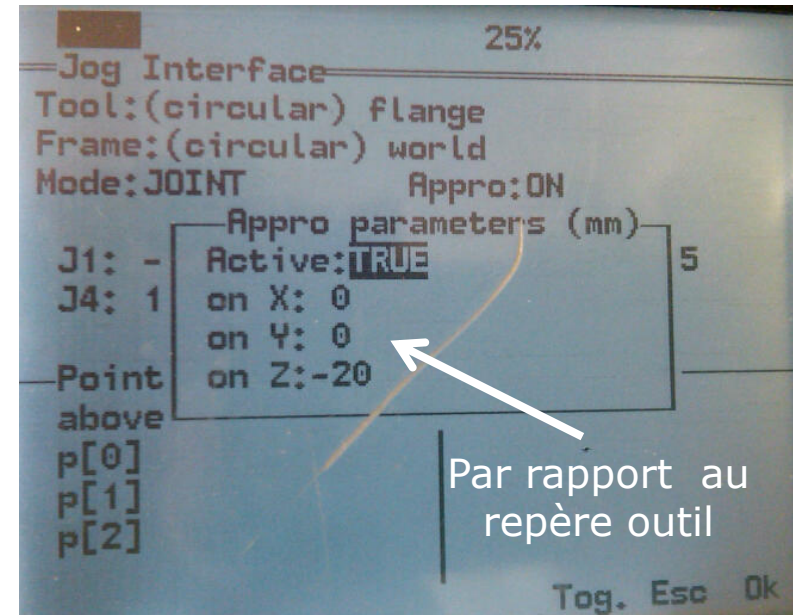 25%
Jog Interface
Tool:(circular) flange
Frame:(circular) world
Mode:JOINT Appro:ON
Appro parameters (mm)
J1: - Active:TRUE 5
J4: 1 on X: 0
on Y: 0
Point on Z:-20
above
p[0]
p[1]
p[2]
Par rapport au
repère outil
Tog. Esc Ok